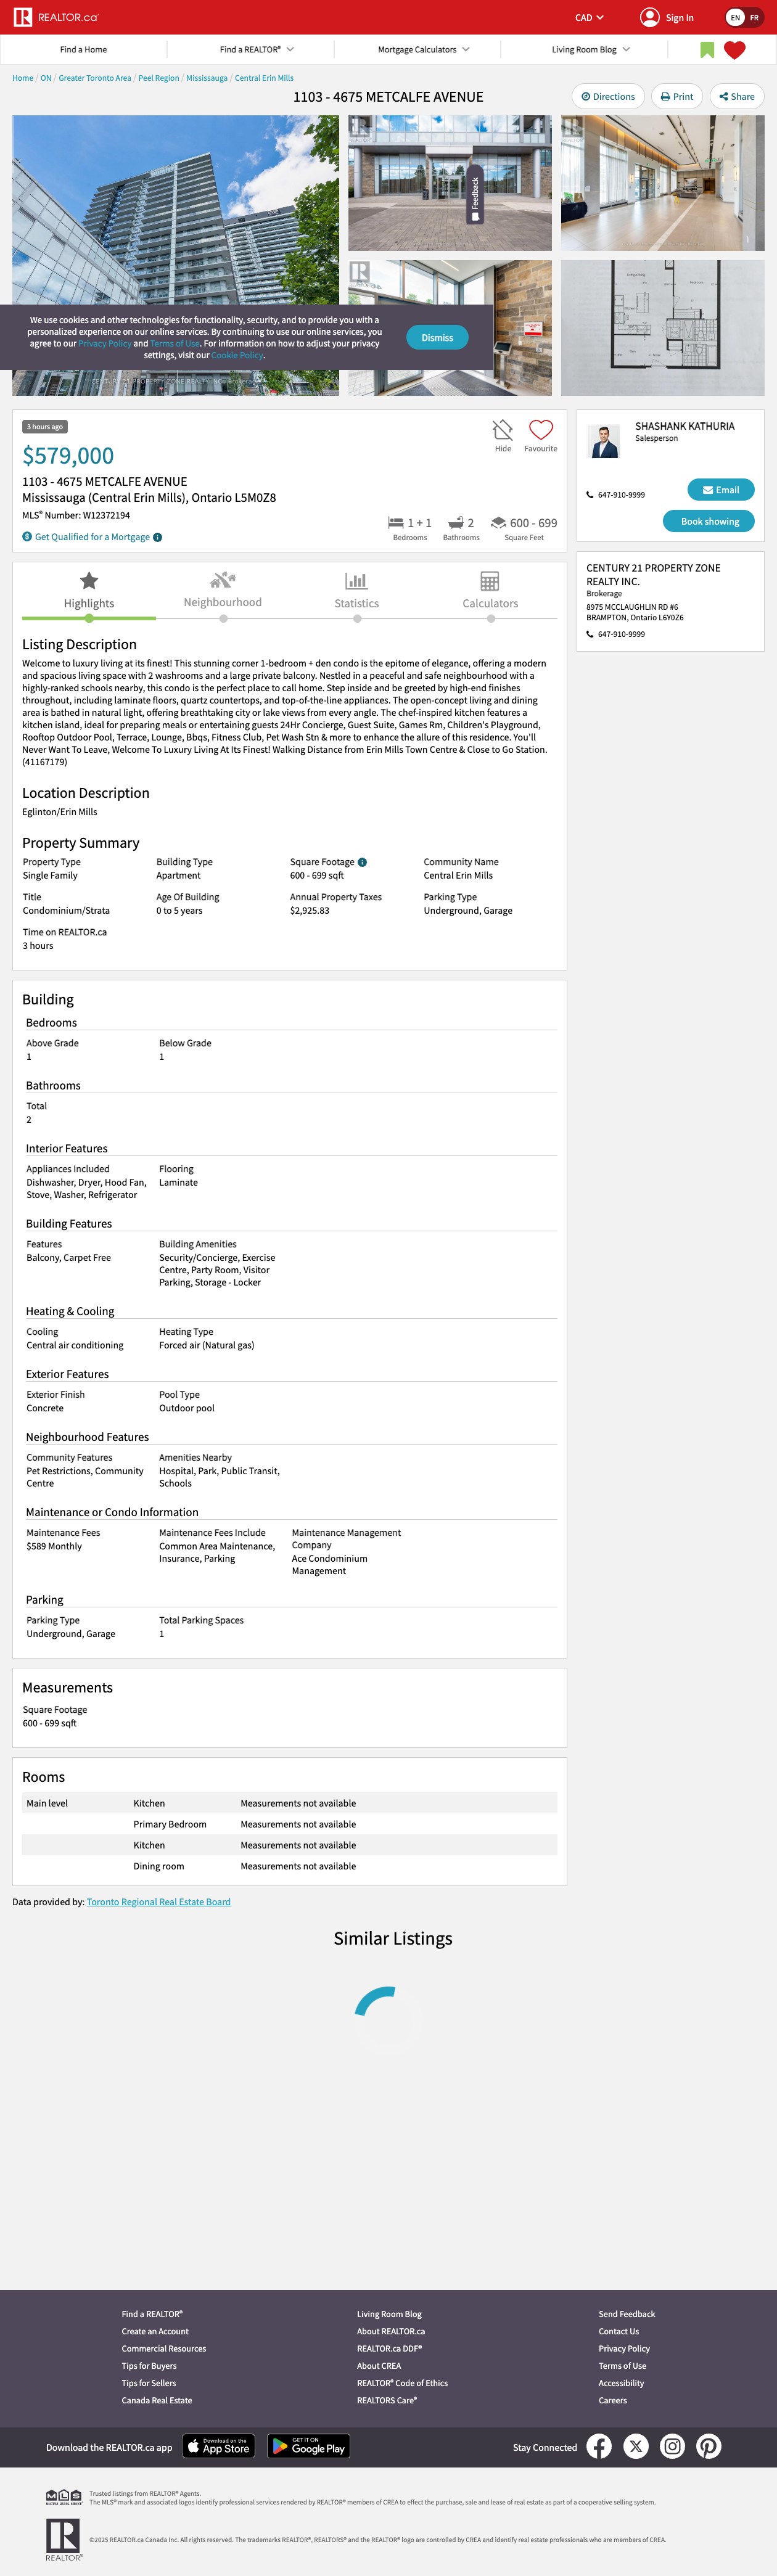 REALTOR.ca
CAD
Sign In
EN FR
Find a Home
Find a REALTOR®
Mortgage Calculators
Living Room Blog
Home / ON / Greater Toronto Area / Peel Region / Mississauga / Central Erin Mills
1103 - 4675 METCALFE AVENUE
Directions
Print
Share
Feedback
We use cookies and other technologies for functionality, security, and to provide you with a
personalized experience on our online services. By continuing to use our online services, you
agree to our Privacy Policy and Terms of Use. For information on how to adjust your privacy
settings, visit our Cookie Policy.
Dismiss
3 hours ago
Hide
Favourite
$579,000
1103 - 4675 METCALFE AVENUE
Mississauga (Central Erin Mills), Ontario L5M0Z8
MLS® Number: W12372194
Get Qualified for a Mortgage
1 + 1
Bedrooms
2
Bathrooms
600 - 699
Square Feet
SHASHANK KATHURIA
Salesperson
647-910-9999
Email
Book showing
CENTURY 21 PROPERTY ZONE
REALTY INC.
Brokerage
8975 MCCLAUGHLIN RD #6
BRAMPTON, Ontario L6Y0Z6
647-910-9999
Highlights
Neighbourhood
Statistics
Calculators
Listing Description
Welcome to luxury living at its finest! This stunning corner 1-bedroom + den condo is the epitome of elegance, offering a modern
and spacious living space with 2 washrooms and a large private balcony. Nestled in a peaceful and safe neighbourhood with a
highly-ranked schools nearby, this condo is the perfect place to call home. Step inside and be greeted by high-end finishes
throughout, including laminate floors, quartz countertops, and top-of-the-line appliances. The open-concept living and dining
area is bathed in natural light, offering breathtaking city or lake views from every angle. The chef-inspired kitchen features a
kitchen island, ideal for preparing meals or entertaining guests 24Hr Concierge, Guest Suite, Games Rm, Children's Playground,
Rooftop Outdoor Pool, Terrace, Lounge, Bbqs, Fitness Club, Pet Wash Stn & more to enhance the allure of this residence. You'll
Never Want To Leave, Welcome To Luxury Living At Its Finest! Walking Distance from Erin Mills Town Centre & Close to Go Station.
(41167179)
Location Description
Eglinton/Erin Mills
Property Summary
Property Type
Single Family
Building Type
Apartment
Square Footage
600 - 699 sqft
Community Name
Central Erin Mills
Title
Condominium/Strata
Age Of Building
0 to 5 years
Annual Property Taxes
$2,925.83
Parking Type
Underground, Garage
Time on REALTOR.ca
3 hours
Building
Bedrooms
Above Grade
1
Below Grade
1
Bathrooms
Total
2
Interior Features
Appliances Included
Dishwasher, Dryer, Hood Fan,
Stove, Washer, Refrigerator
Flooring
Laminate
Building Features
Features
Balcony, Carpet Free
Building Amenities
Security/Concierge, Exercise
Centre, Party Room, Visitor
Parking, Storage - Locker
Heating & Cooling
Cooling
Central air conditioning
Heating Type
Forced air (Natural gas)
Exterior Features
Exterior Finish
Concrete
Pool Type
Outdoor pool
Neighbourhood Features
Community Features
Pet Restrictions, Community
Centre
Amenities Nearby
Hospital, Park, Public Transit,
Schools
Maintenance or Condo Information
Maintenance Fees
$589 Monthly
Maintenance Fees Include
Common Area Maintenance,
Insurance, Parking
Maintenance Management
Company
Ace Condominium
Management
Parking
Parking Type
Underground, Garage
Total Parking Spaces
1
Measurements
Square Footage
600 - 699 sqft
Rooms
Main level Kitchen Measurements not available
Primary Bedroom Measurements not available
Kitchen Measurements not available
Dining room Measurements not available
Data provided by: Toronto Regional Real Estate Board
Similar Listings
Find a REALTOR®
Create an Account
Commercial Resources
Tips for Buyers
Tips for Sellers
Canada Real Estate
Living Room Blog
About REALTOR.ca
REALTOR.ca DDF®
About CREA
REALTOR® Code of Ethics
REALTORS Care®
Send Feedback
Contact Us
Privacy Policy
Terms of Use
Accessibility
Careers
Download the REALTOR.ca app
Download on the
App Store
GET IT ON
Google Play
Stay Connected
MLS
Trusted listings from REALTOR® Agents.
The MLS® mark and associated logos identify professional services rendered by REALTOR® members of CREA to effect the purchase, sale and lease of real estate as part of a cooperative selling system.
REALTOR®
©2025 REALTOR.ca Canada Inc. All rights reserved. The trademarks REALTOR®, REALTORS® and the REALTOR® logo are controlled by CREA and identify real estate professionals who are members of CREA.